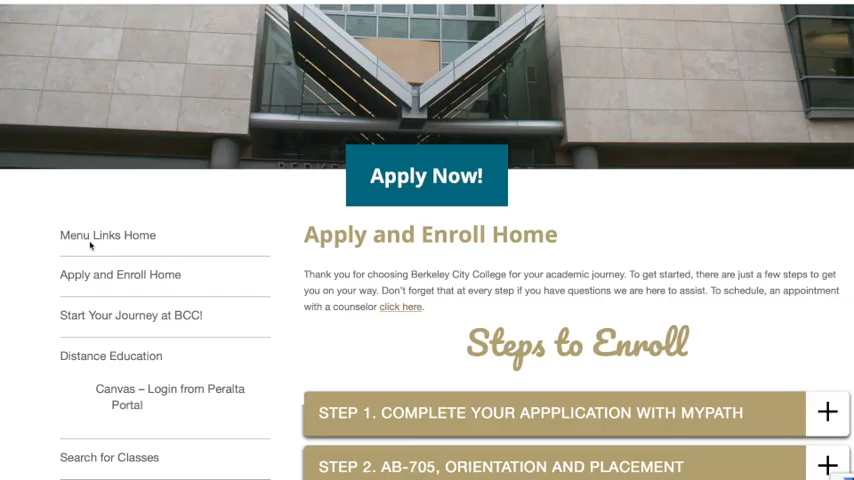 Apply Now!
Menu Links Home
Apply and Enroll Home
Start Your Journey at BCC!
Distance Education
Canvas – Login from Peralta
Portal
Search for Classes
Apply and Enroll Home
Thank you for choosing Berkeley City College for your academic journey. To get started, there are just a few steps to get
you on your way. Don't forget that at every step if you have questions we are here to assist. To schedule, an appointment
with a counselor click here.
Steps to Enroll
STEP 1. COMPLETE YOUR APPPLICATION WITH MYPATH
STEP 2. AB-705, ORIENTATION AND PLACEMENT